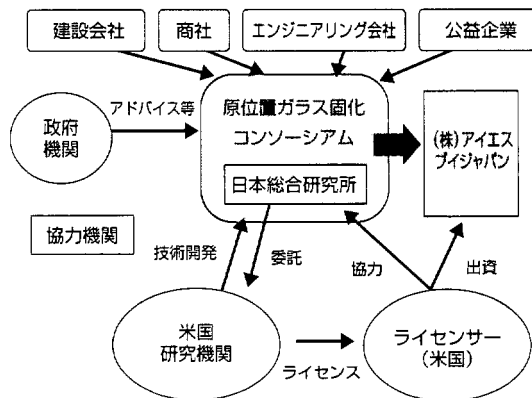 建設会社
商社
エンジニアリング会社
公益企業
アドバイス等
政府
機関
原位置ガラス固化
コンソーシアム
日本総合研究所
(株)アイエス
ブイジャパン
協力機関
技術開発
委託
協力
出資
米国
研究機関
ライセンス
ライセンサー
(米国)